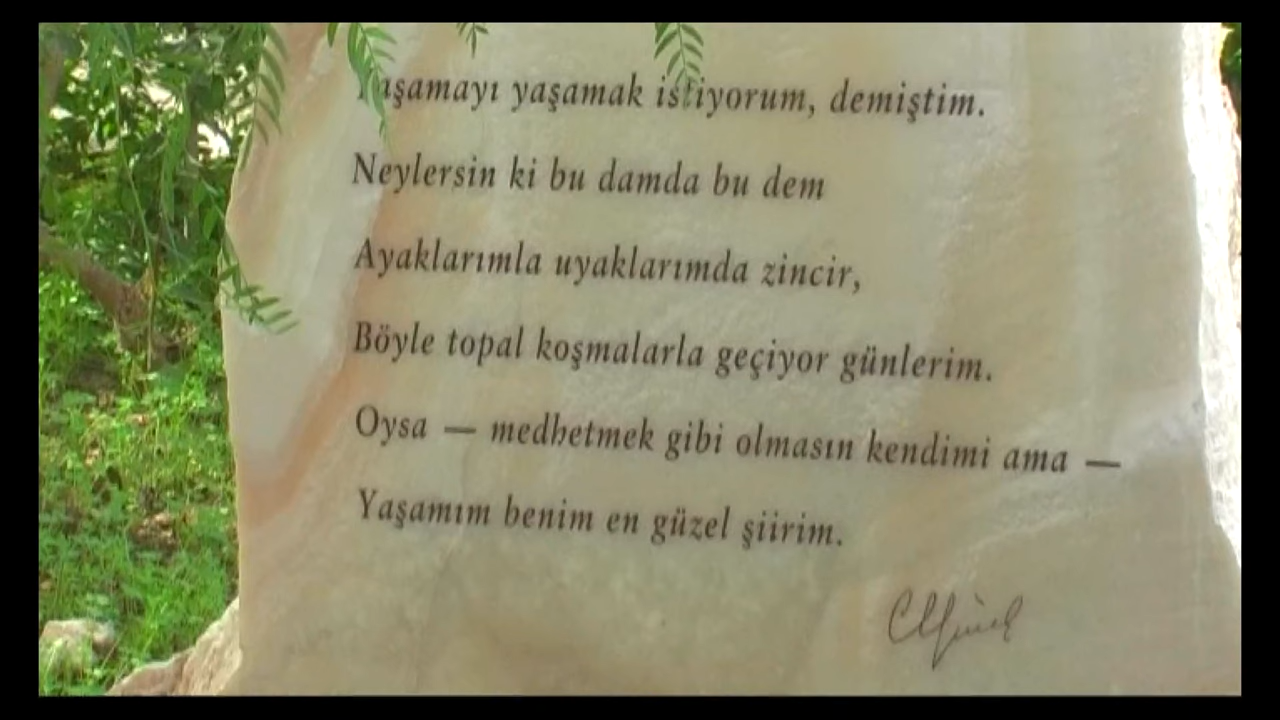 Yaşamayı yaşamak istiyorum, demiştim.
Neylersin ki bu damda bu dem
Ayaklarımla uyaklarımda zincir,
Böyle topal koşmalarla geçiyor günlerim.
Oysa — medhetmek gibi olmasın kendimi ama —
Yaşamım benim en güzel şiirim.